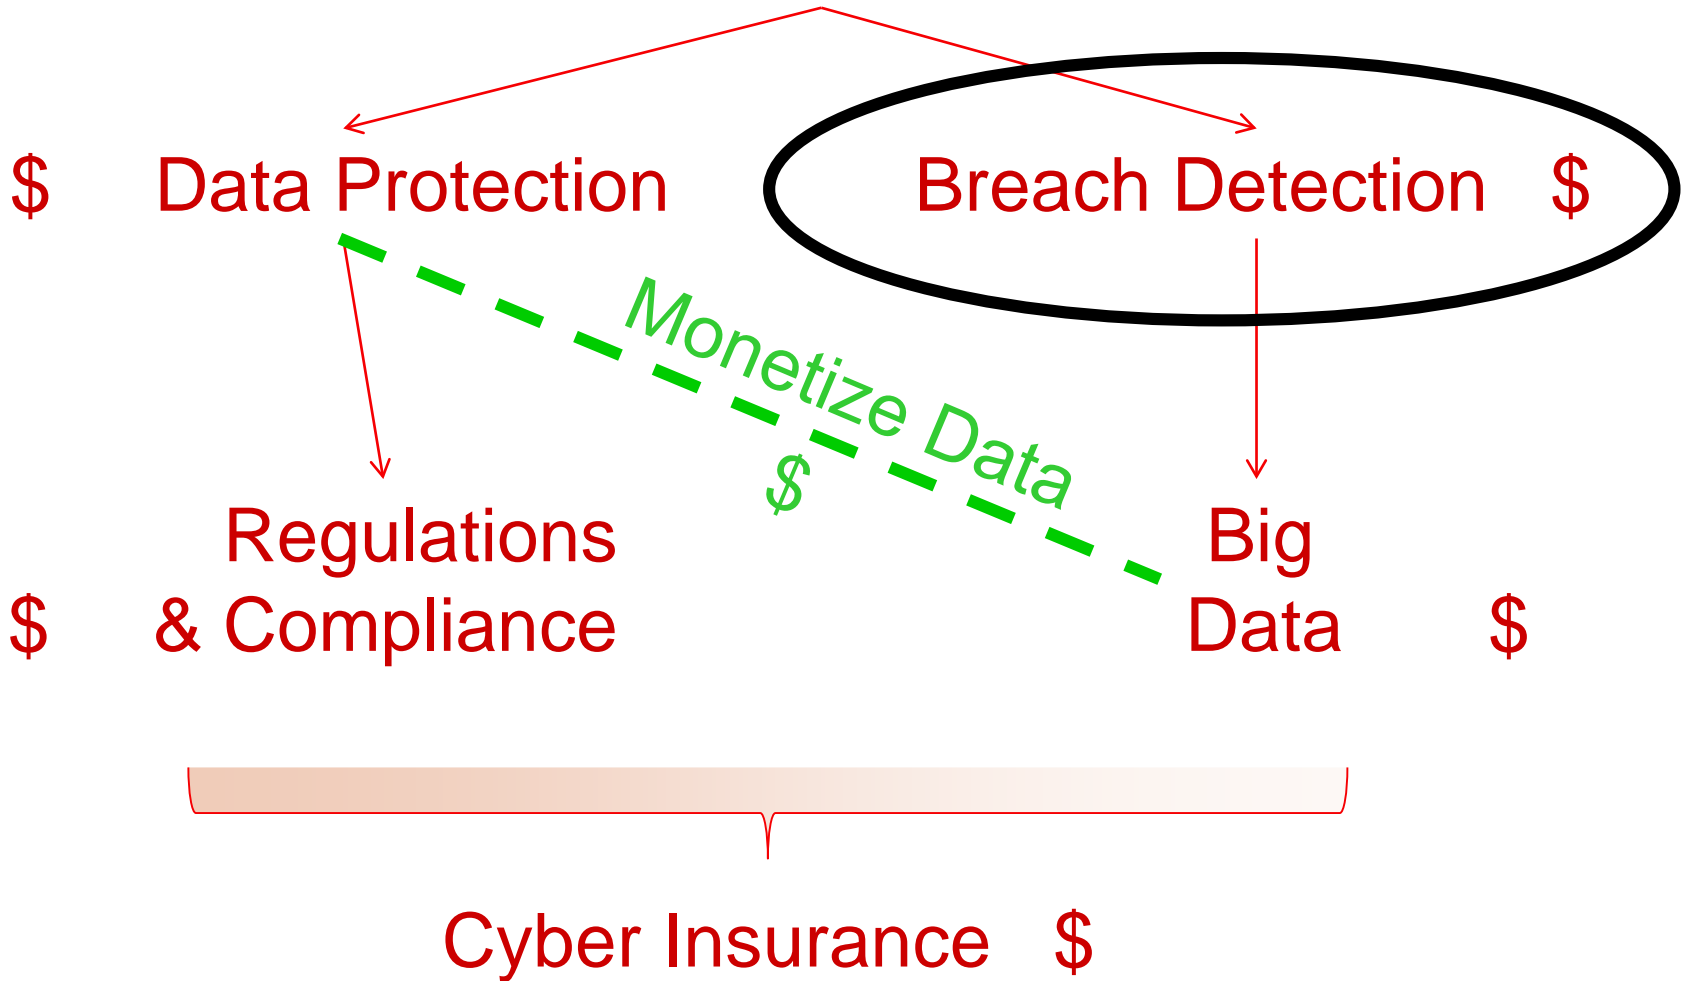 $ Data Protection Breach Detection $
Monetize Data
$
Regulations Big
$ & Compliance Data $
Cyber Insurance $